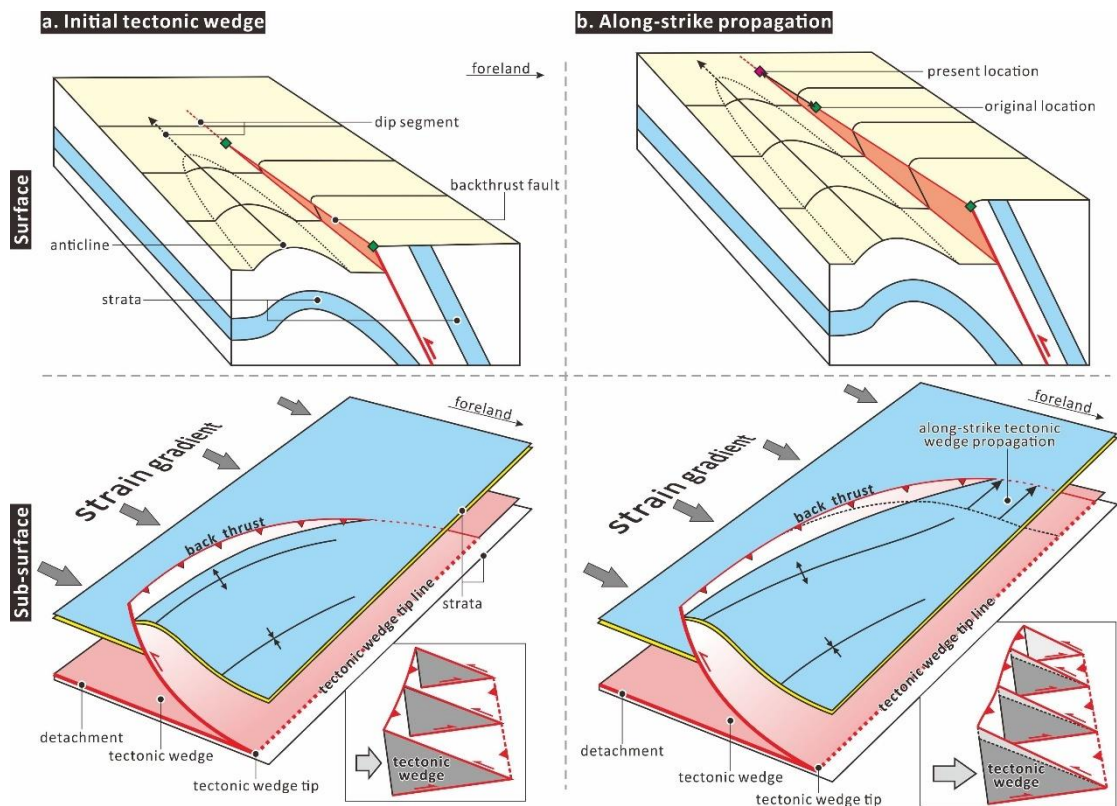 a. Initial tectonic wedge
b. Along-strike propagation
Surface
foreland
dip segment
backthrust fault
anticline
strata
present location
original location
Sub-surface
foreland
strain gradient
back thrust
tectonic wedge tip line
strata
detachment
tectonic wedge
tectonic wedge tip
tectonic
wedge
foreland
along-strike tectonic
wedge propagation
strain gradient
back thrust
tectonic wedge tip line
detachment
tectonic wedge
tectonic wedge tip
tectonic
wedge